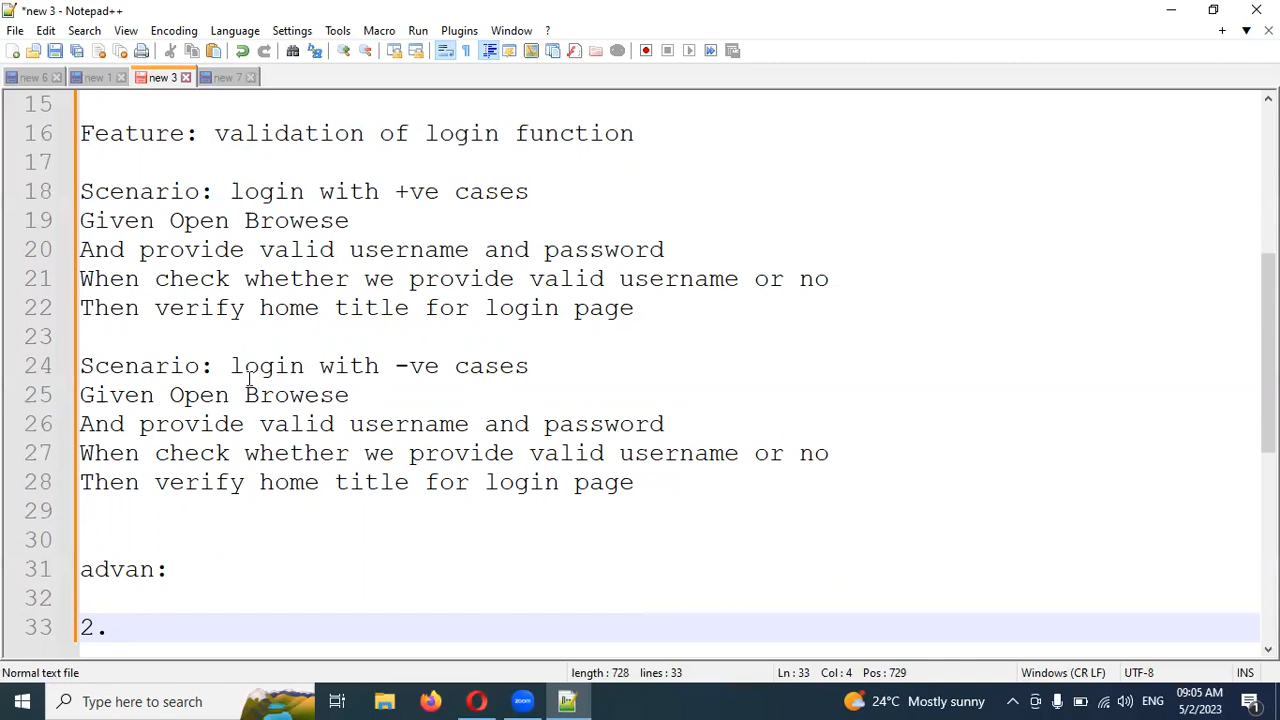 *new 3 - Notepad++
File Edit Search View Encoding Language Settings Tools Macro Run Plugins Window ?
new 6 new 1 new 3 new 7
15
16 Feature: validation of login function
17
18 Scenario: login with +ve cases
19 Given Open Browese
20 And provide valid username and password
21 When check whether we provide valid username or no
22 Then verify home title for login page
23
24 Scenario: login with -ve cases
25 Given Open Browese
26 And provide valid username and password
27 When check whether we provide valid username or no
28 Then verify home title for login page
29
30
31 advan:
32
33 2.
Normal text file length : 728 lines : 33 Ln : 33 Col : 4 Pos : 729 Windows (CR LF) UTF-8 INS
Type here to search zoom 24°C Mostly sunny ENG 09:05 AM
5/2/2023 1